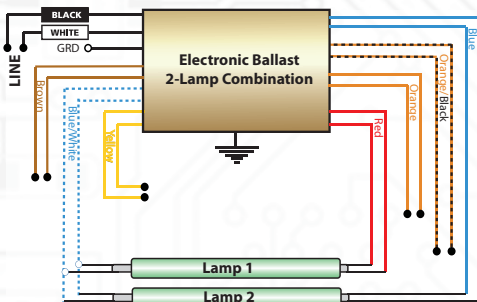 BLACK
WHITE
GRD
LINE
Electronic Ballast
2-Lamp Combination
Brown
Blue/White
Yellow
Red
Orange
Orange/Black
Blue
Lamp 1
Lamp 2